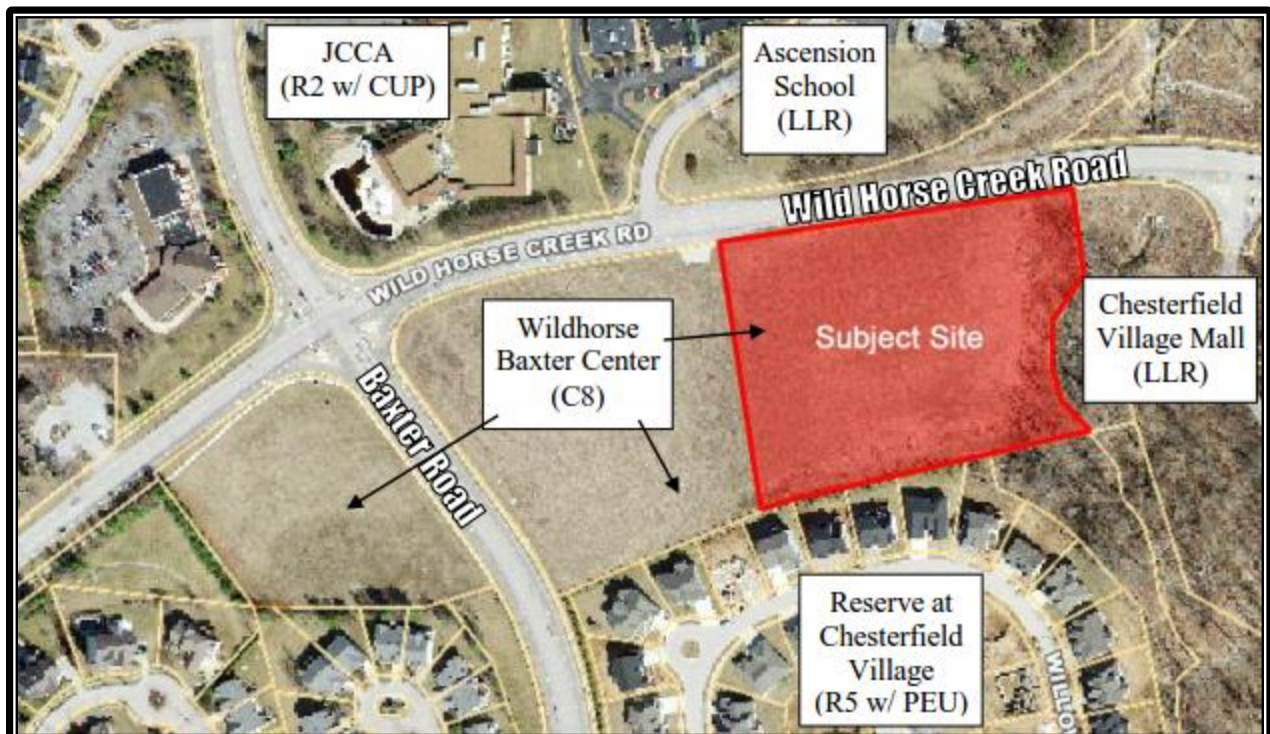 JCCA
(R2 w/ CUP)
Ascension
School
(LLR)
Wild Horse Creek Road
WILD HORSE CREEK RD
Wildhorse
Baxter Center
(C8)
Subject Site
Chesterfield
Village Mall
(LLR)
Baxter Road
Reserve at
Chesterfield
Village
(R5 w/ PEU)
WILLO